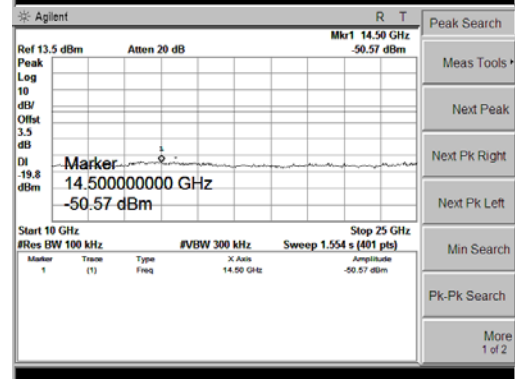 Agilent R T
Mkr1 14.50 GHz
Ref 13.5 dBm Atten 20 dB -50.57 dBm
Peak
Log
10
dB/
Offst
3.5
dB
DI
-19.8
dBm
1
Marker
14.500000000 GHz
-50.57 dBm
Start 10 GHz Stop 25 GHz
#Res BW 100 kHz #VBW 300 kHz Sweep 1.554 s (401 pts)
Marker Trace Type X Axis Amplitude
1 (1) Freq 14.50 GHz -50.57 dBm
Peak Search
Meas Tools
Next Peak
Next Pk Right
Next Pk Left
Min Search
Pk-Pk Search
More
1 of 2